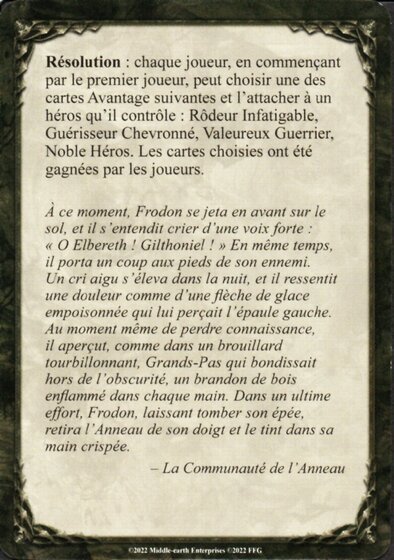 Résolution : chaque joueur, en commençant
par le premier joueur, peut choisir une des
cartes Avantage suivantes et l'attacher à un
héros qu'il contrôle : Rôdeur Infatigable,
Guérisseur Chevronné, Valeureux Guerrier,
Noble Héros. Les cartes choisies ont été
gagnées par les joueurs.
À ce moment, Frodon se jeta en avant sur le
sol, et il s'entendit crier d'une voix forte :
« O Elbereth ! Gilthoniel ! » En même temps,
il porta un coup aux pieds de son ennemi.
Un cri aigu s'éleva dans la nuit, et il ressentit
une douleur comme d'une flèche de glace
empoisonnée qui lui perçait l'épaule gauche.
Au moment même de perdre connaissance,
il aperçut, comme dans un brouillard
tourbillonnant, Grands-Pas qui bondissait
hors de l'obscurité, un brandon de bois
enflammé dans chaque main. Dans un ultime
effort, Frodon, laissant tomber son épée,
retira l'Anneau de son doigt et le tint dans sa
main crispée.
– La Communauté de l'Anneau
©2022 Middle-earth Enterprises ©2022 FFG